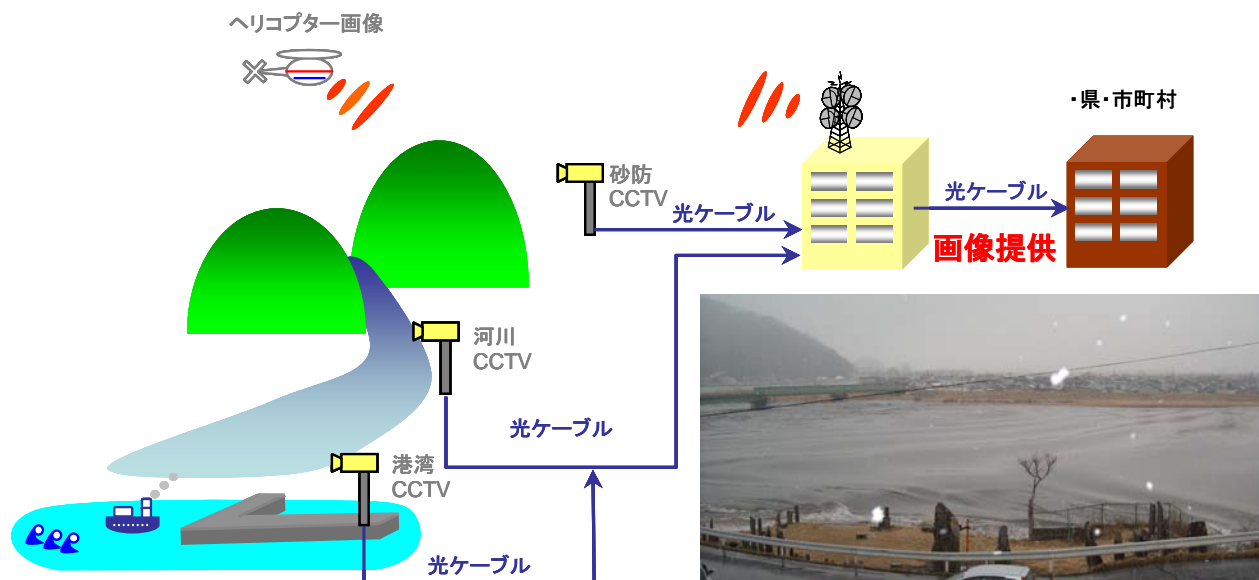 ヘリコプター画像
・県・市町村
砂防
CCTV
光ケーブル
光ケーブル
画像提供
河川
CCTV
光ケーブル
港湾
CCTV
光ケーブル